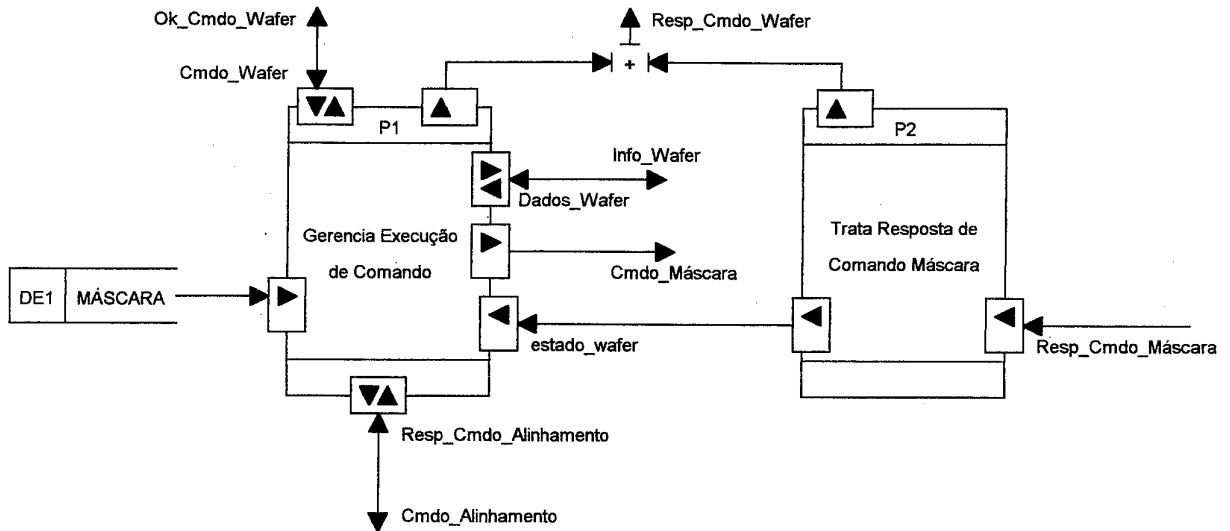 Ok_Cmdo_Wafer
Resp_Cmdo_Wafer
Cmdo_Wafer
+
P1
P2
Info_Wafer
Dados_Wafer
Gerencia Execução
de Comando
Trata Resposta de
Comando Máscara
Cmdo_Máscara
DE1 MÁSCARA
estado_wafer
Resp_Cmdo_Máscara
Resp_Cmdo_Alinhamento
Cmdo_Alinhamento